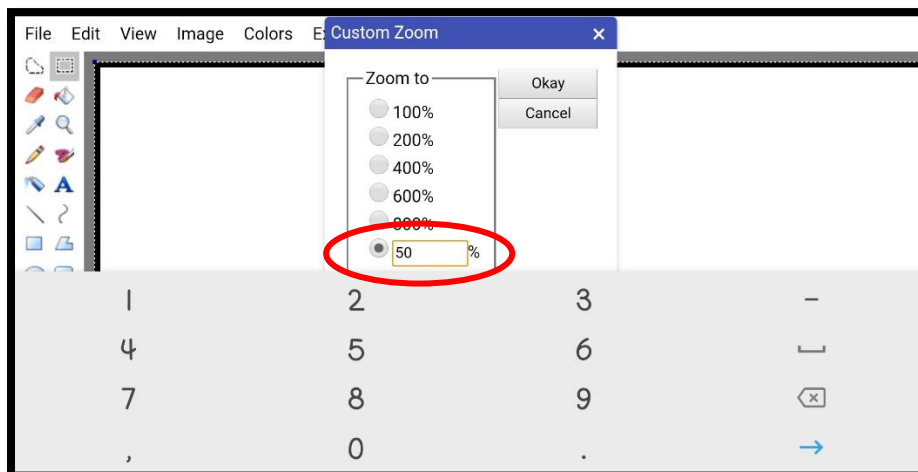 File Edit View Image Colors E
Custom Zoom ×
Zoom to
Okay
Cancel
100%
200%
400%
600%
800%
50 %
A
1 2 3 -
4 5 6
7 8 9
, 0 .